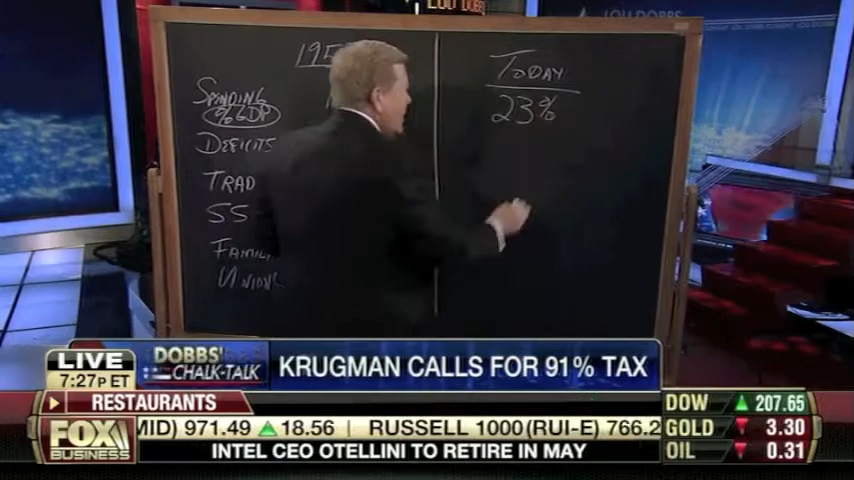 LOU DOBBS
LOU DOBBS
TODAY
23%
SPENDING
% GDP
DEFICITS
TRAD
SS
FAMIL
UNIONS
LIVE
7:27P ET
DOBBS'
CHALK-TALK
KRUGMAN CALLS FOR 91% TAX
RESTAURANTS
FOX
BUSINESS
MID) 971.49 18.56 RUSSELL 1000(RUI-E) 766.2
INTEL CEO OTELLINI TO RETIRE IN MAY
DOW 207.65
GOLD 3.30
OIL 0.31